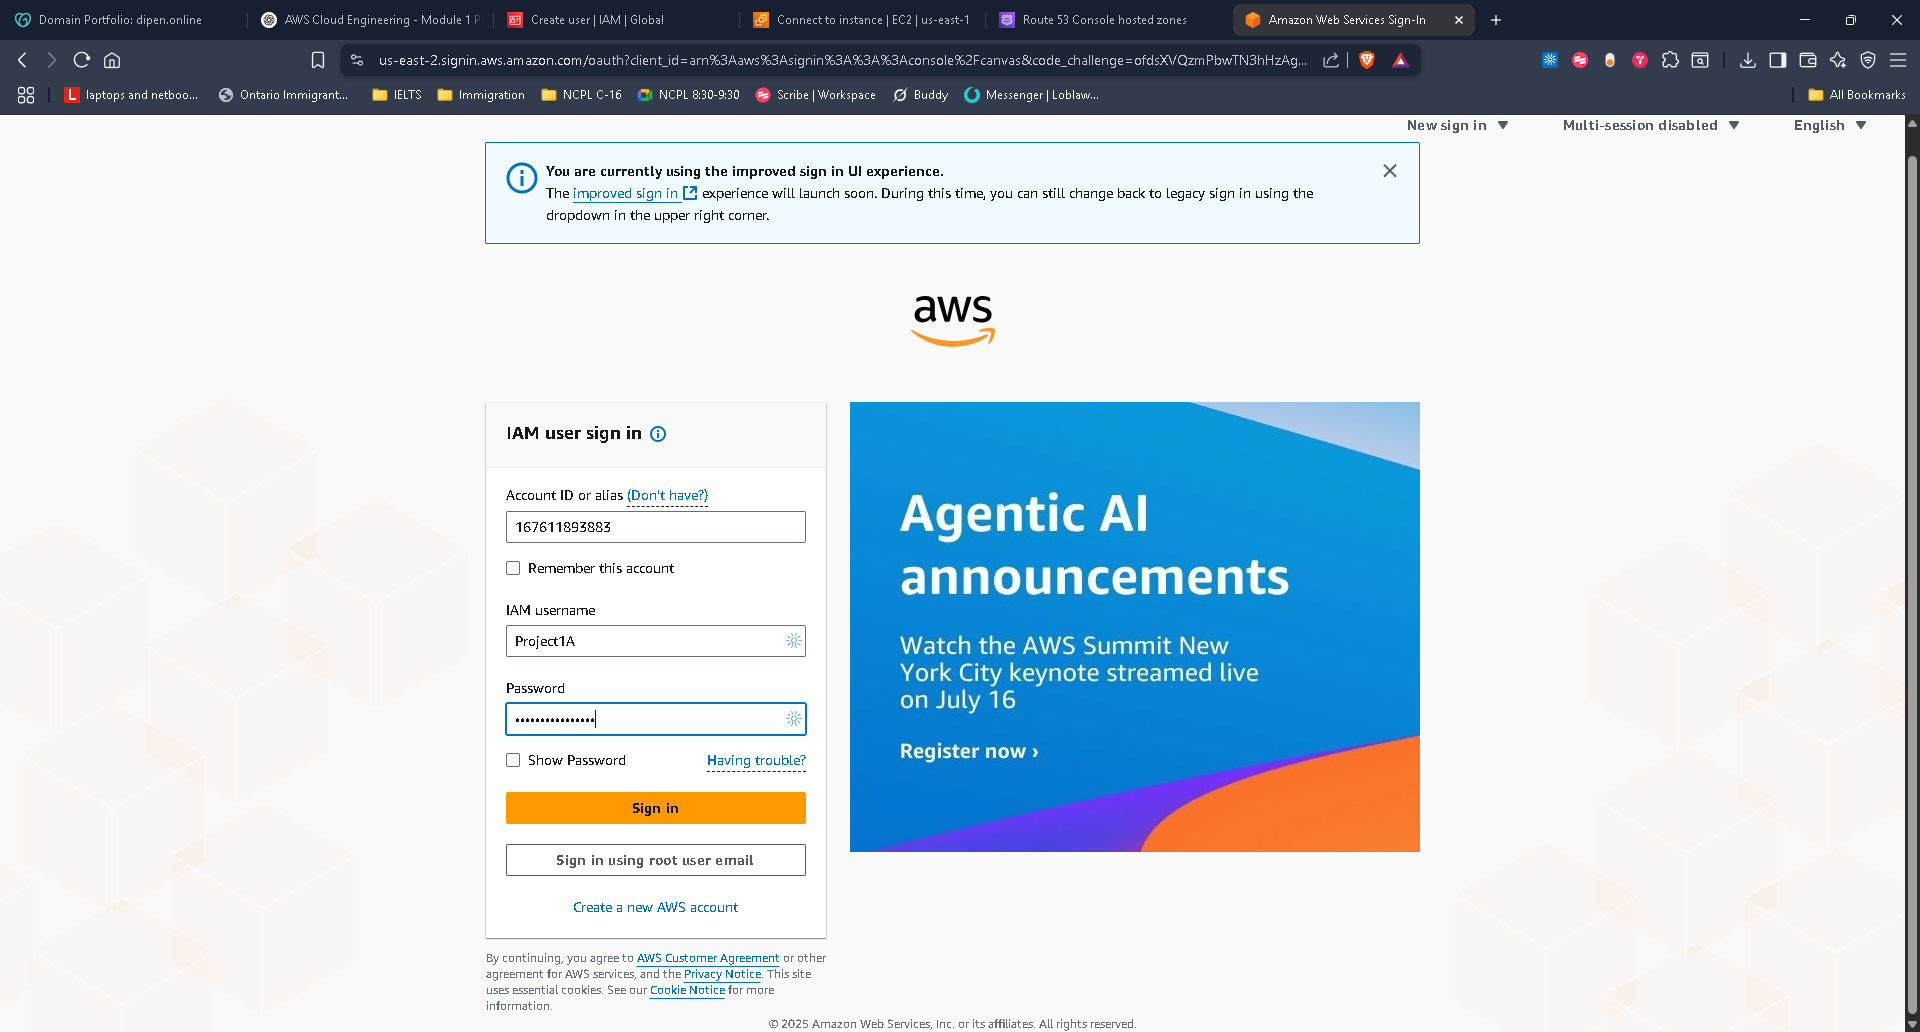 Domain Portfolio: dipen.online
AWS Cloud Engineering - Module 1 P
Create user | IAM | Global
Connect to instance | EC2 | us-east-1
Route 53 Console hosted zones
Amazon Web Services Sign-In
us-east-2.signin.aws.amazon.com/oauth?client_id=arn%3Aaws%3Asignin%3A%3A%3Aconsole%2Fcanvas&code_challenge=ofdsXVQzmPbwTN3hHzAg...
laptops and netboo...
Ontario Immigrant...
IELTS
Immigration
NCPL C-16
NCPL 8:30-9:30
Scribe | Workspace
Buddy
Messenger | Loblaw...
All Bookmarks
New sign in
Multi-session disabled
English
You are currently using the improved sign in UI experience.
The improved sign in experience will launch soon. During this time, you can still change back to legacy sign in using the
dropdown in the upper right corner.
aws
IAM user sign in
Account ID or alias (Don't have?)
167611893883
Remember this account
IAM username
Project1A
Password
Show Password
Having trouble?
Sign in
Sign in using root user email
Create a new AWS account
By continuing, you agree to AWS Customer Agreement or other
agreement for AWS services, and the Privacy Notice. This site
uses essential cookies. See our Cookie Notice for more
information.
Agentic AI
announcements
Watch the AWS Summit New
York City keynote streamed live
on July 16
Register now ›
© 2025 Amazon Web Services, Inc. or its affiliates. All rights reserved.